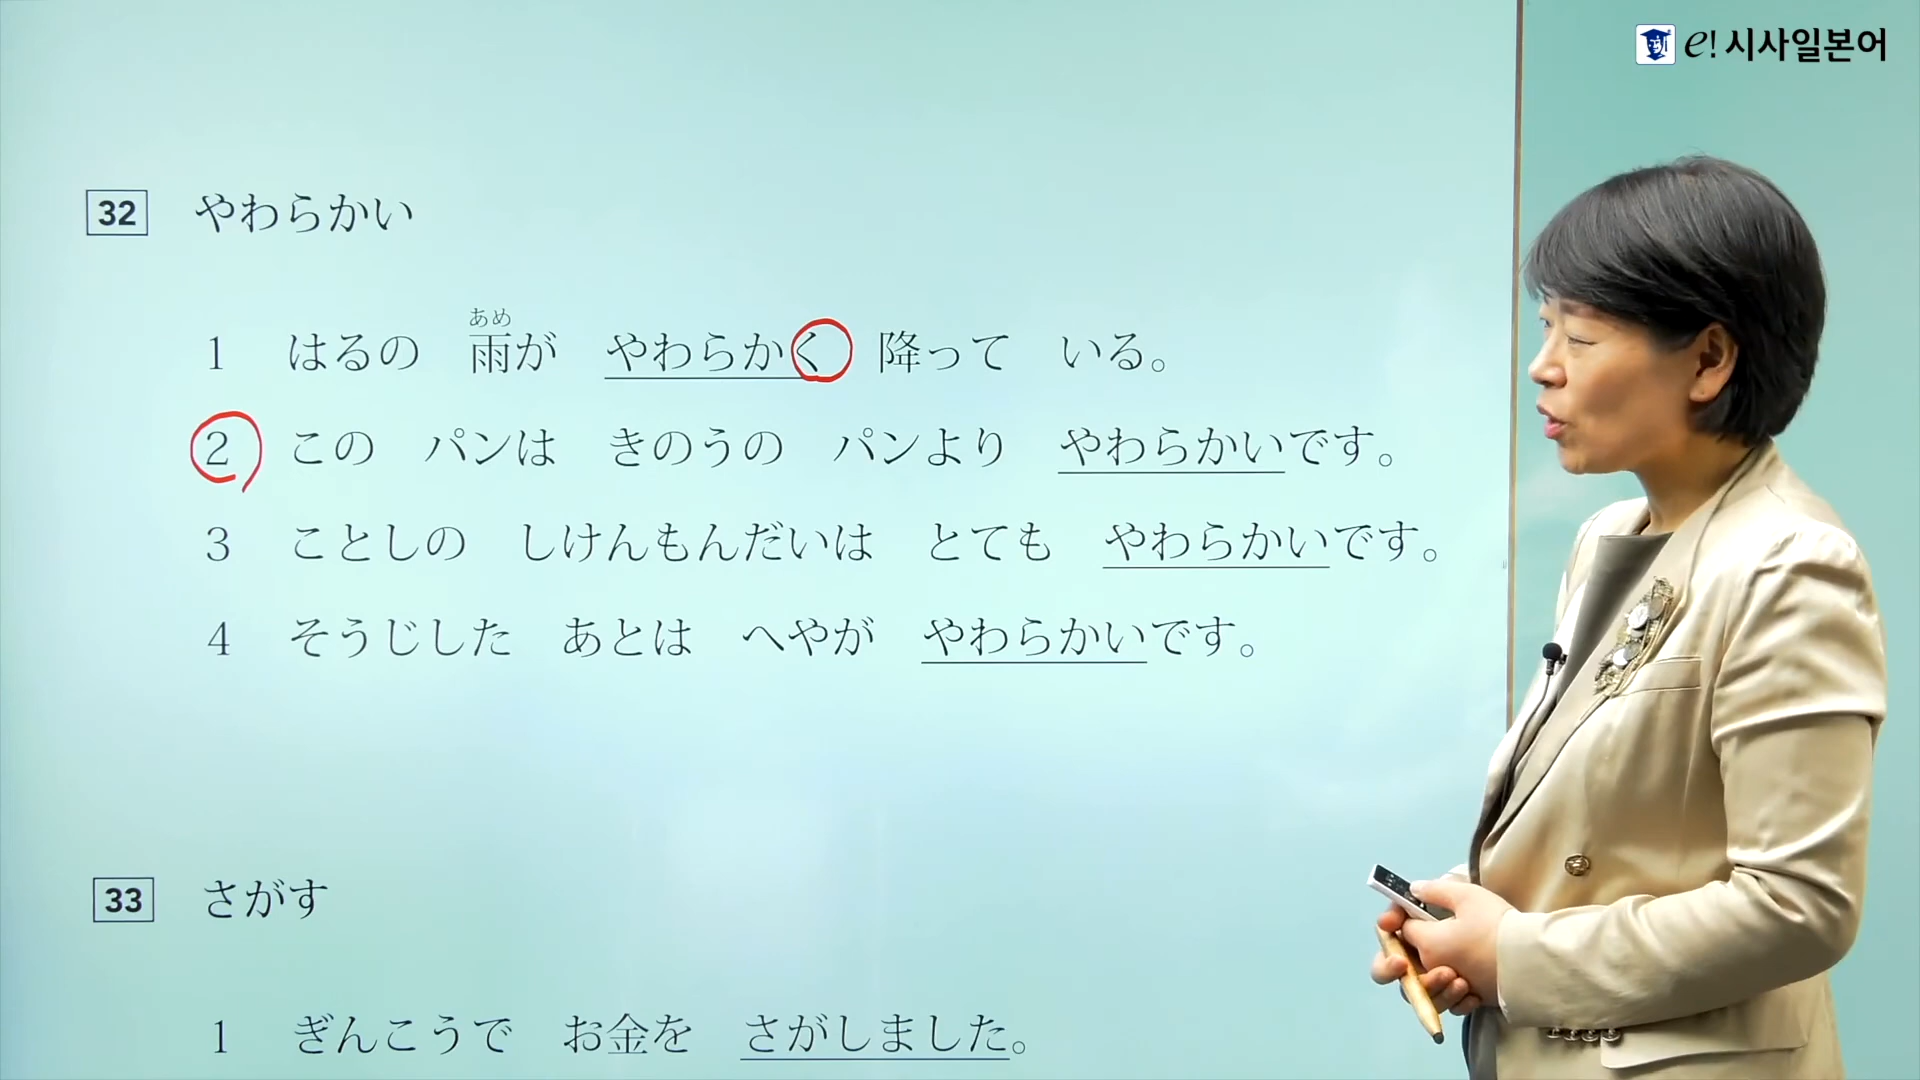 e! 시사일본어
32 やわらかい
あめ
1 はるの 雨が やわらかく 降って いる。
2 この パンは きのうの パンより やわらかいです。
3 ことしの しけんもんだいは とても やわらかいです。
4 そうじした あとは へやが やわらかいです。
33 さがす
1 ぎんこうで お金を さがしました。